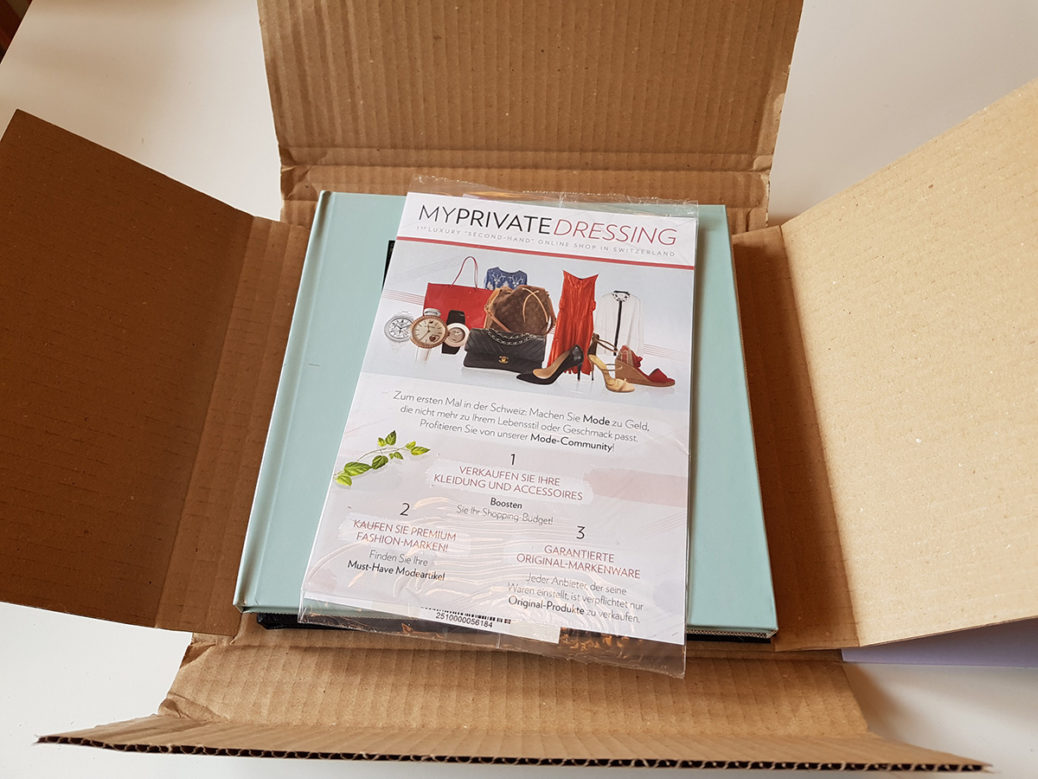 MYPRIVATEDRESSING
1ST LUXURY "SECOND-HAND" ONLINE SHOP IN SWITZERLAND
Zum ersten Mal in der Schweiz: Machen Sie Mode zu Geld,
die nicht mehr zu Ihrem Lebensstil oder Geschmack passt.
Profitieren Sie von unserer Mode-Community!
1
VERKAUFEN SIE IHRE
KLEIDUNG UND ACCESSOIRES
Boosten
Sie Ihr Shopping-Budget!
2
KAUFEN SIE PREMIUM
FASHION-MARKEN!
Finden Sie Ihre
Must-Have Modeartikel!
3
GARANTIERTE
ORIGINAL-MARKENWARE
Jeder Anbieter der seine
Waren einstellt, ist verpflichtet nur
Original-Produkte zu verkaufen.
2510000056184